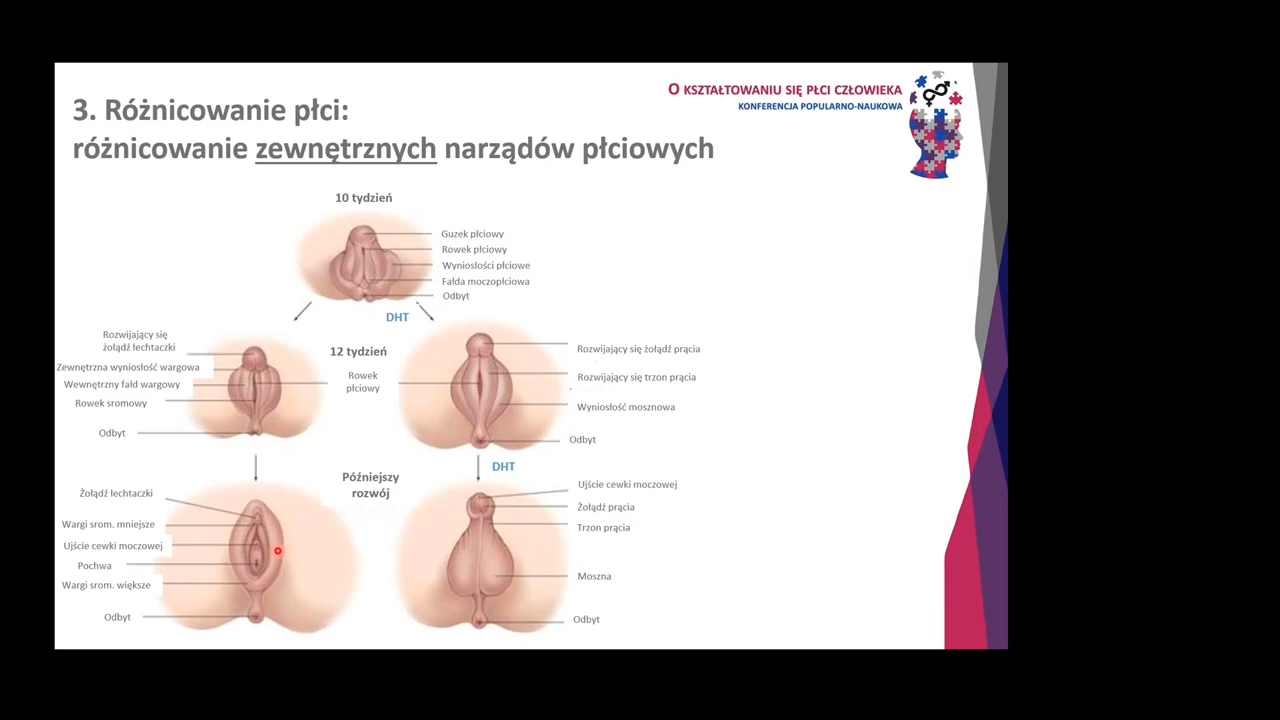 O KSZTAŁTOWANIU SIĘ PŁCI CZŁOWIEKA
KONFERENCJA POPULARNO-NAUKOWA
3. Różnicowanie płci:
różnicowanie zewnętrznych narządów płciowych
10 tydzień
Guzek płciowy
Rowek płciowy
Wyniosłości płciowe
Fałda moczopłciowa
Odbyt
DHT
12 tydzień
Rowek
płciowy
Rozwijający się
żołądź łechtaczki
Zewnętrzna wyniosłość wargowa
Wewnętrzny fałd wargowy
Rowek sromowy
Odbyt
Rozwijający się żołądź prącia
Rozwijający się trzon prącia
Wyniosłość mosznowa
Odbyt
DHT
Późniejszy
rozwój
Żołądź łechtaczki
Wargi srom. mniejsze
Ujście cewki moczowej
Pochwa
Wargi srom. większe
Odbyt
Ujście cewki moczowej
Żołądź prącia
Trzon prącia
Moszna
Odbyt